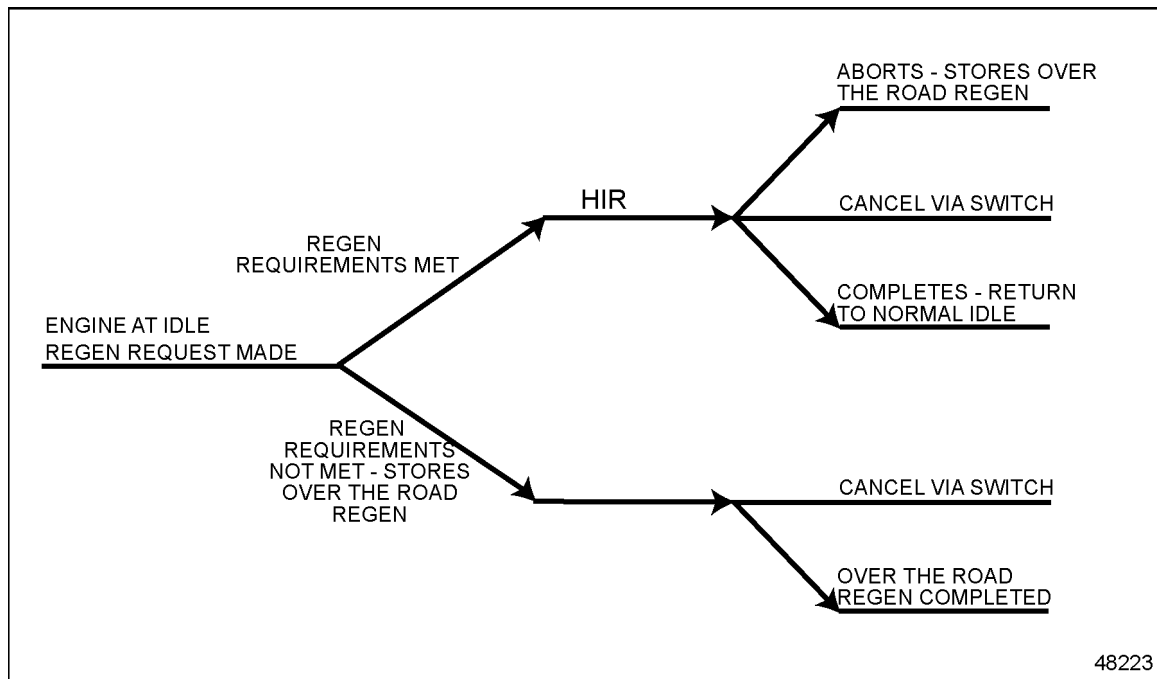 ABORTS - STORES OVER
THE ROAD REGEN
HIR
CANCEL VIA SWITCH
REGEN
REQUIREMENTS MET
COMPLETES - RETURN
TO NORMAL IDLE
ENGINE AT IDLE
REGEN REQUEST MADE
REGEN
REQUIREMENTS
NOT MET - STORES
OVER THE ROAD
REGEN
CANCEL VIA SWITCH
OVER THE ROAD
REGEN COMPLETED
48223